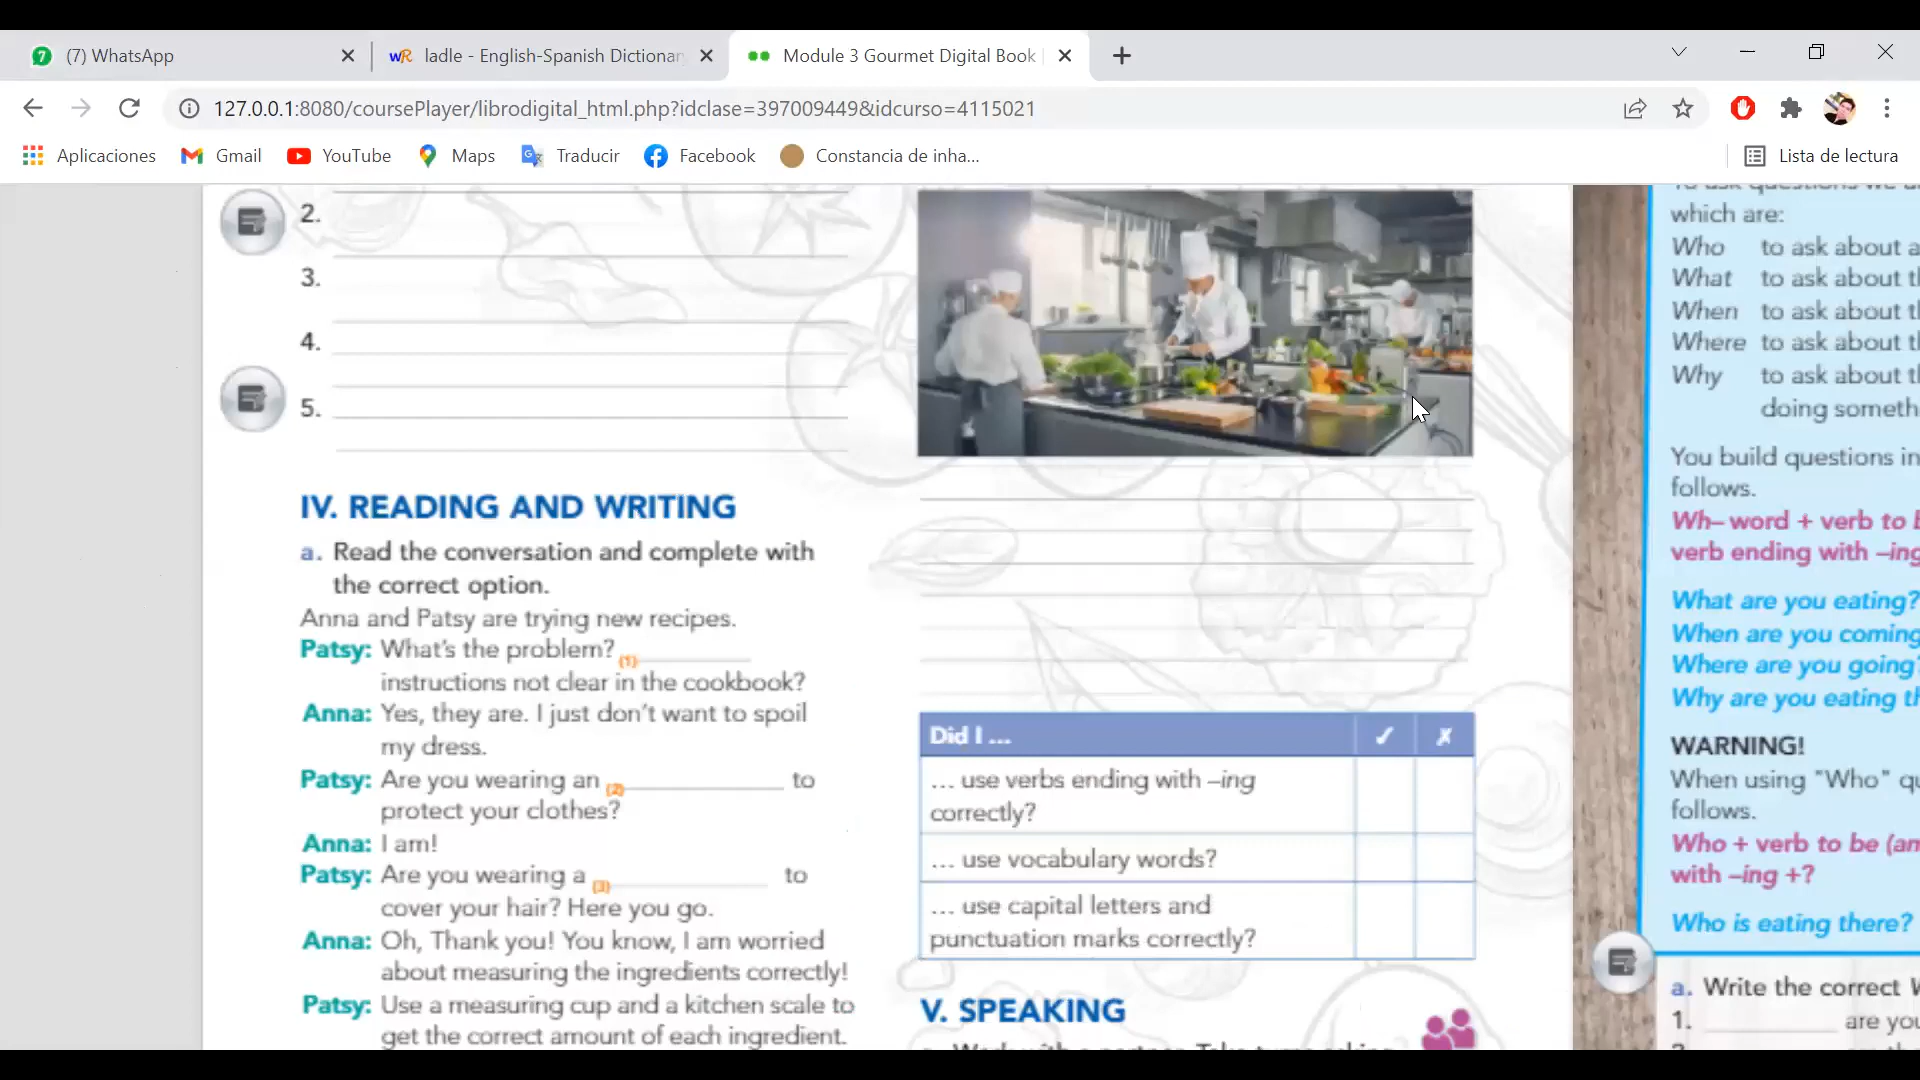 7 (7) WhatsApp
wR ladle - English-Spanish Dictionar
Module 3 Gourmet Digital Book
127.0.0.1:8080/coursePlayer/librodigital_html.php?idclase=397009449&idcurso=4115021
Aplicaciones
Gmail
YouTube
Maps
Traducir
Facebook
Constancia de inha...
Lista de lectura
2.
3.
4.
5.
IV. READING AND WRITING
a. Read the conversation and complete with
the correct option.
Anna and Patsy are trying new recipes.
Patsy: What's the problem? (1)
instructions not clear in the cookbook?
Anna: Yes, they are. I just don't want to spoil
my dress.
Patsy: Are you wearing an (2) to
protect your clothes?
Anna: I am!
Patsy: Are you wearing a (3) to
cover your hair? Here you go.
Anna: Oh, Thank you! You know, I am worried
about measuring the ingredients correctly!
Patsy: Use a measuring cup and a kitchen scale to
get the correct amount of each ingredient.
Did I ... ✓ ✗
... use verbs ending with –ing
correctly?
... use vocabulary words?
... use capital letters and
punctuation marks correctly?
V. SPEAKING
which are:
Who to ask about a
What to ask about t
When to ask about t
Where to ask about t
Why to ask about t
doing someth
You build questions in
follows.
Wh– word + verb to b
verb ending with –ing
What are you eating?
When are you coming
Where are you going?
Why are you eating t
WARNING!
When using "Who" qu
follows.
Who + verb to be (am
with –ing +?
Who is eating there?
a. Write the correct W
1. are you